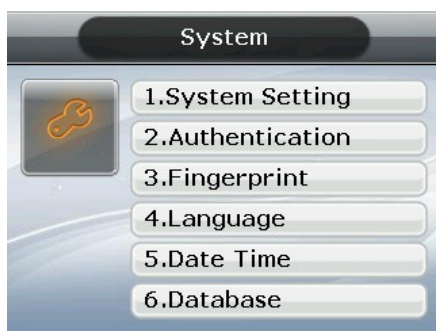 System
1.System Setting
2.Authentication
3.Fingerprint
4.Language
5.Date Time
6.Database